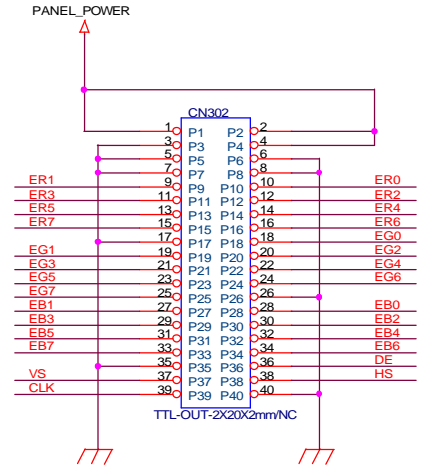 PANEL_POWER
CN302
1 P1 P2 2
3 P3 P4 4
5 P5 P6 6
7 P7 P8 8
ER1 9 P9 P10 10 ER0
ER3 11 P11 P12 12 ER2
ER5 13 P13 P14 14 ER4
ER7 15 P15 P16 16 ER6
17 P17 P18 18 EG0
EG1 19 P19 P20 20 EG2
EG3 21 P21 P22 22 EG4
EG5 23 P23 P24 24 EG6
EG7 25 P25 P26 26
EB1 27 P27 P28 28 EB0
EB3 29 P29 P30 30 EB2
EB5 31 P31 P32 32 EB4
EB7 33 P33 P34 34 EB6
35 P35 P36 36 DE
VS 37 P37 P38 38 HS
CLK 39 P39 P40 40
TTL-OUT-2X20X2mm/NC